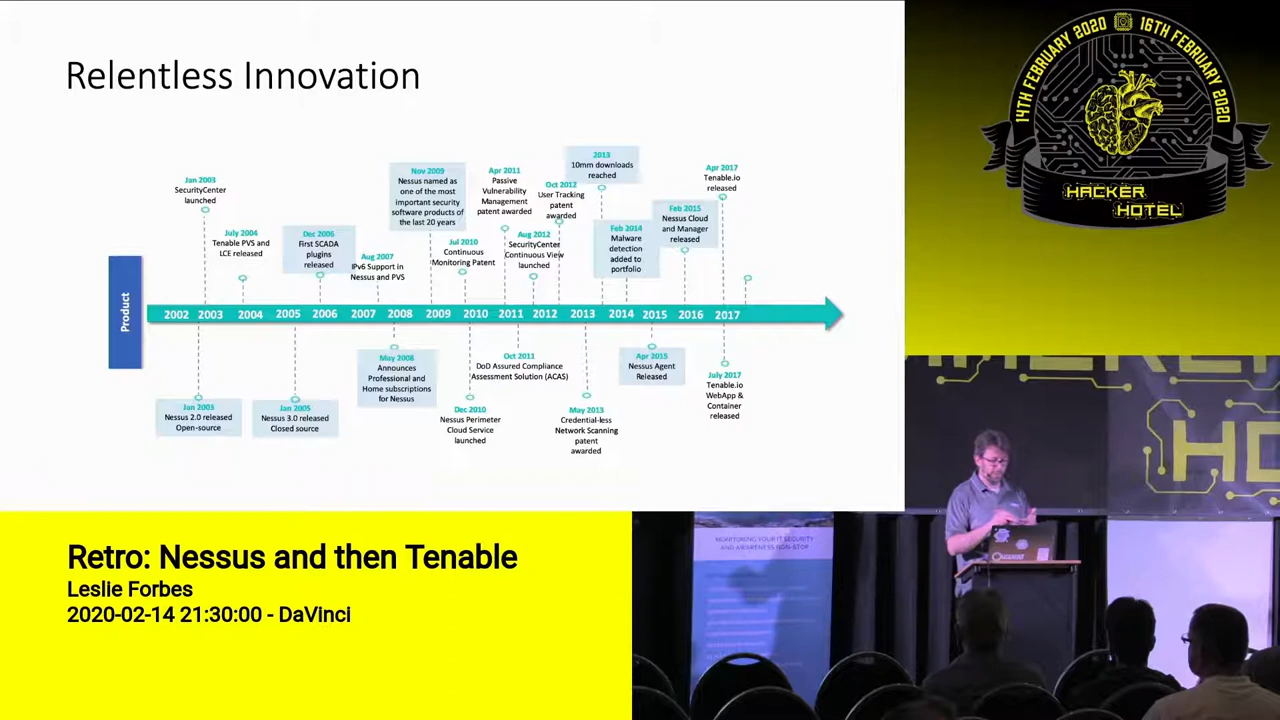 Relentless Innovation
Jan 2003
SecurityCenter
launched
July 2004
Tenable PVS and
LCE released
Dec 2006
First SCADA
plugins
released
Aug 2007
IPv6 Support in
Nessus and PVS
Nov 2009
Nessus named as
one of the most
important security
software products of
the last 20 years
Jul 2010
Continuous
Monitoring Patent
Apr 2011
Passive
Vulnerability
Management
patent awarded
Aug 2012
SecurityCenter
Continuous View
launched
Oct 2012
User Tracking
patent
awarded
2013
10mm downloads
reached
Feb 2014
Malware
detection
added to
portfolio
Feb 2015
Nessus Cloud
and Manager
released
Apr 2017
Tenable.io
released
Product
2002 2003 2004 2005 2006 2007 2008 2009 2010 2011 2012 2013 2014 2015 2016 2017
Jan 2003
Nessus 2.0 released
Open-source
Jan 2005
Nessus 3.0 released
Closed source
May 2008
Announces
Professional and
Home subscriptions
for Nessus
Dec 2010
Nessus Perimeter
Cloud Service
launched
Oct 2011
DoD Assured Compliance
Assessment Solution (ACAS)
May 2013
Credential-less
Network Scanning
patent
awarded
Apr 2015
Nessus Agent
Released
July 2017
Tenable.io
WebApp &
Container
released
14TH FEBRUARY 2020 16TH FEBRUARY 2020
HACKER
HOTEL
Retro: Nessus and then Tenable
Leslie Forbes
2020-02-14 21:30:00 - DaVinci
MONITORING YOUR IT SECURITY
AND AWARENESS NON-STOP
HO